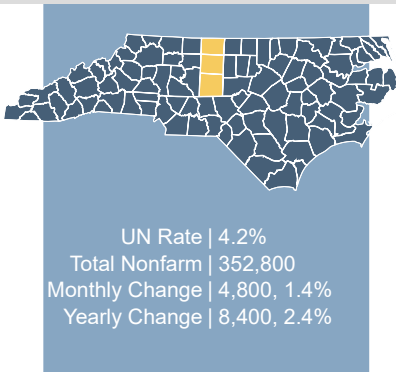 UN Rate | 4.2%
Total Nonfarm | 352,800
Monthly Change | 4,800, 1.4%
Yearly Change | 8,400, 2.4%